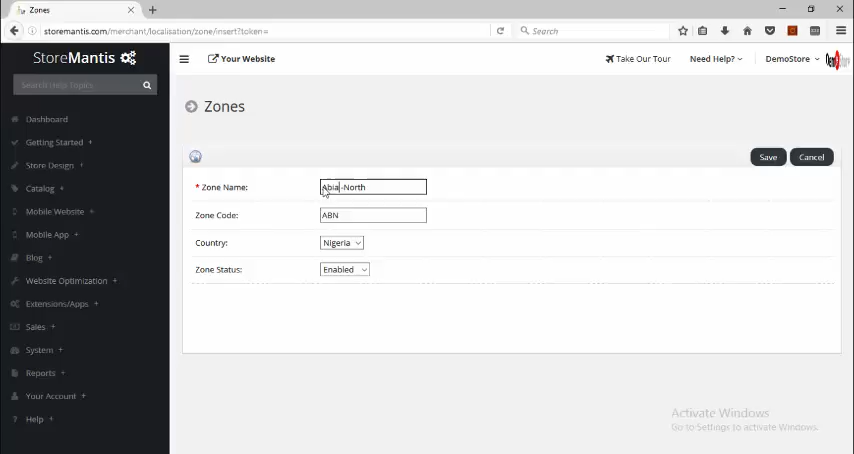 Zones
storemantis.com/merchant/localisation/zone/insert?token=
Search
StoreMantis
Your Website
Take Our Tour
Need Help?
DemoStore
Search Help Topics
Dashboard
Getting Started +
Store Design +
Catalog +
Mobile Website +
Mobile App +
Blog +
Website Optimization +
Extensions/Apps +
Sales +
System +
Reports +
Your Account +
Help +
Zones
Save
Cancel
* Zone Name:
Abia-North
Zone Code:
ABN
Country:
Nigeria
Zone Status:
Enabled
Activate Windows
Go to Settings to activate Windows.